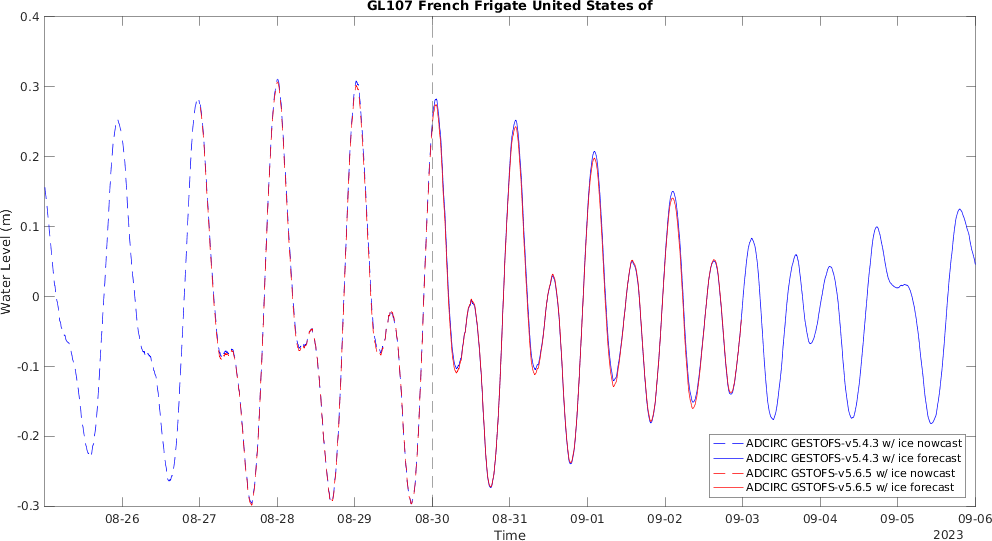 GL107 French Frigate United States of
0.4
0.3
0.2
0.1
0
-0.1
-0.2
-0.3
Water Level (m)
ADCIRC GESTOFS-v5.4.3 w/ ice nowcast
ADCIRC GESTOFS-v5.4.3 w/ ice forecast
ADCIRC GSTOFS-v5.6.5 w/ ice nowcast
ADCIRC GSTOFS-v5.6.5 w/ ice forecast
08-26 08-27 08-28 08-29 08-30 08-31 09-01 09-02 09-03 09-04 09-05 09-06
Time
2023